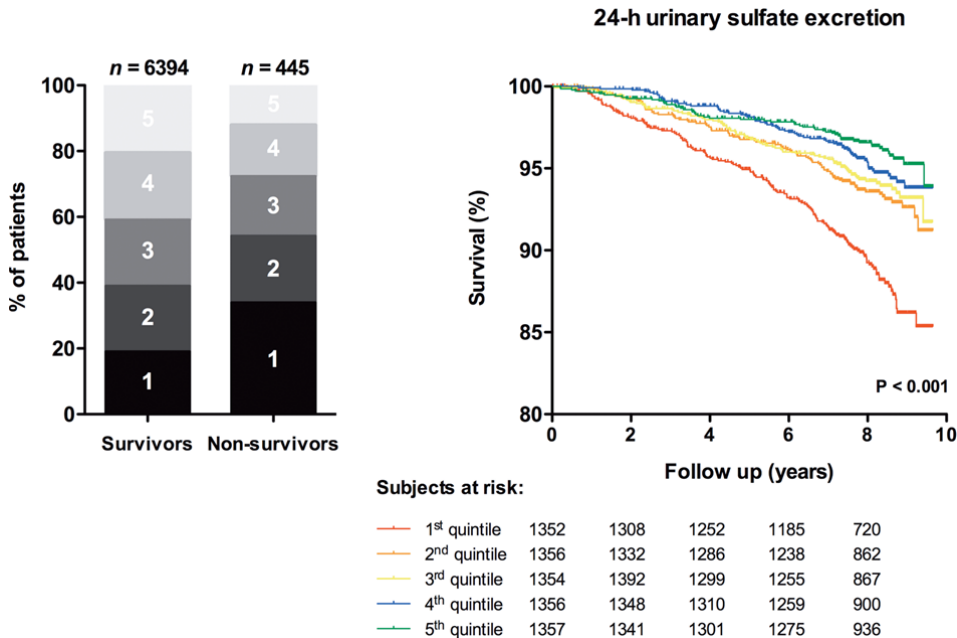 24-h urinary sulfate excretion
n = 6394 n = 445
100
80
60
40
20
0
% of patients
5
4
3
2
1
5
4
3
2
1
Survivors Non-survivors
100
95
90
85
80
Survival (%)
P < 0.001
0 2 4 6 8 10
Follow up (years)
Subjects at risk:
1st quintile 1352 1308 1252 1185 720
2nd quintile 1356 1332 1286 1238 862
3rd quintile 1354 1392 1299 1255 867
4th quintile 1356 1348 1310 1259 900
5th quintile 1357 1341 1301 1275 936